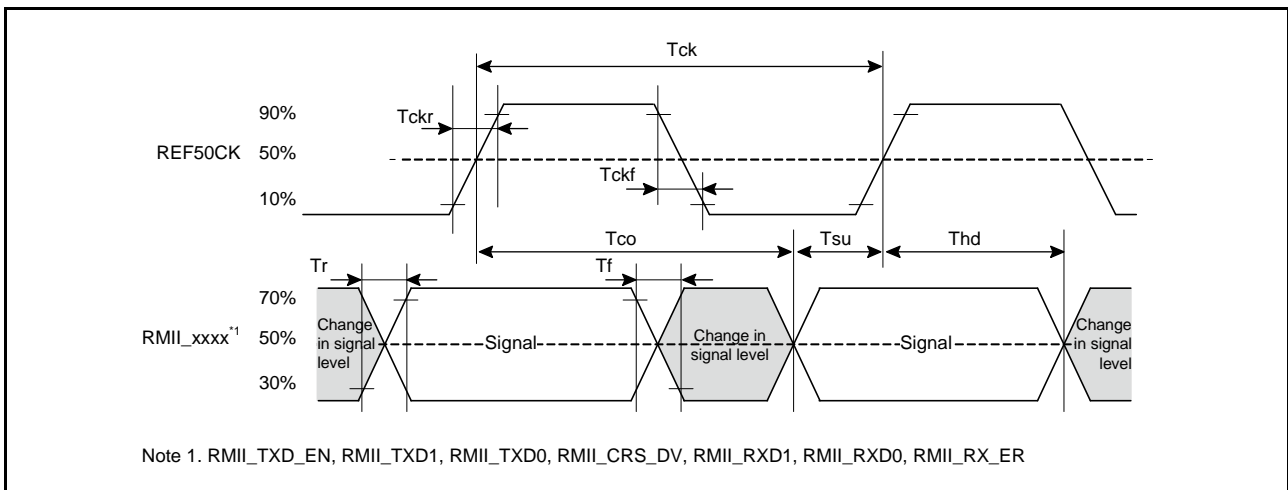 Tck
90%
Tckr
REF50CK
50%
Tckf
10%
Tco
Tsu
Thd
Tr
Tf
70%
RMII_xxxx*1
50%
30%
Change
in signal
level
Signal
Change in
signal level
Signal
Change
in signal
level
Note 1. RMII_TXD_EN, RMII_TXD1, RMII_TXD0, RMII_CRS_DV, RMII_RXD1, RMII_RXD0, RMII_RX_ER